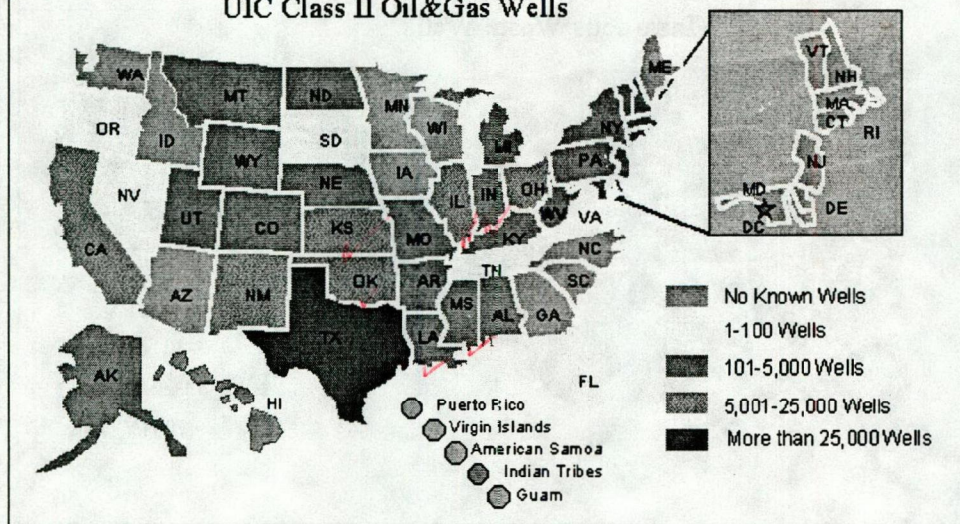 UIC Class II Oil&Gas Wells
WA
MT
ND
MN
ME
OR
ID
SD
WI
MI
NY
WY
NV
UT
CO
NE
IA
IL
IN
OH
PA
WV
VA
CA
KS
MO
KY
NC
AZ
NM
OK
AR
TN
SC
MS
AL
GA
TX
LA
FL
AK
HI
VT
NH
MA
CT
RI
NJ
MD
DE
DC
Puerto Rico
Virgin Islands
American Samoa
Indian Tribes
Guam
No Known Wells
1-100 Wells
101-5,000 Wells
5,001-25,000 Wells
More than 25,000 Wells